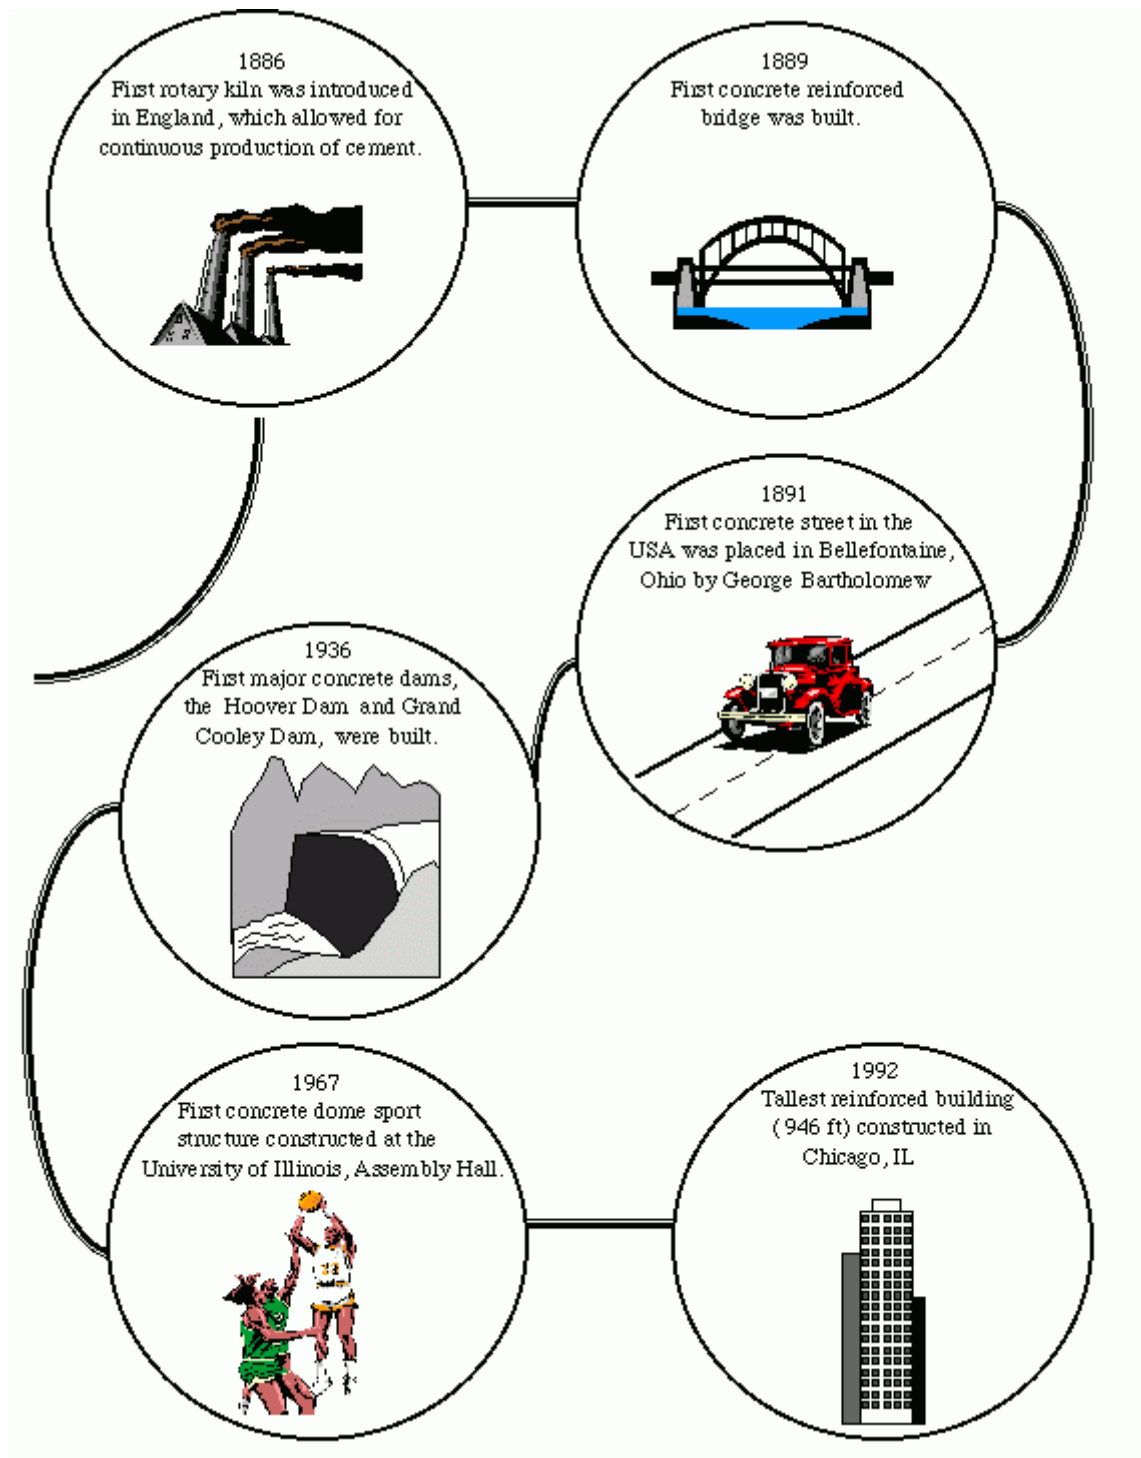 1886
First rotary kiln was introduced
in England, which allowed for
continuous production of cement.
1889
First concrete reinforced
bridge was built.
1891
First concrete street in the
USA was placed in Bellefontaine,
Ohio by George Bartholomew
1936
First major concrete dams,
the Hoover Dam and Grand
Cooley Dam, were built.
1967
First concrete dome sport
structure constructed at the
University of Illinois, Assembly Hall.
1992
Tallest reinforced building
(946 ft) constructed in
Chicago, IL